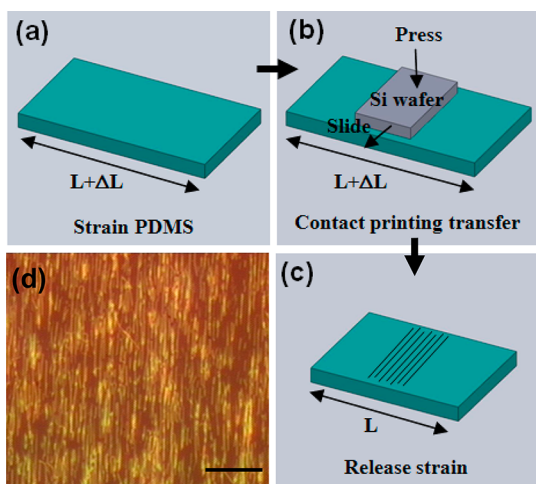 (a)
L+ΔL
Strain PDMS
(b)
Press
Si wafer
Slide
L+ΔL
Contact printing transfer
(d)
(c)
L
Release strain